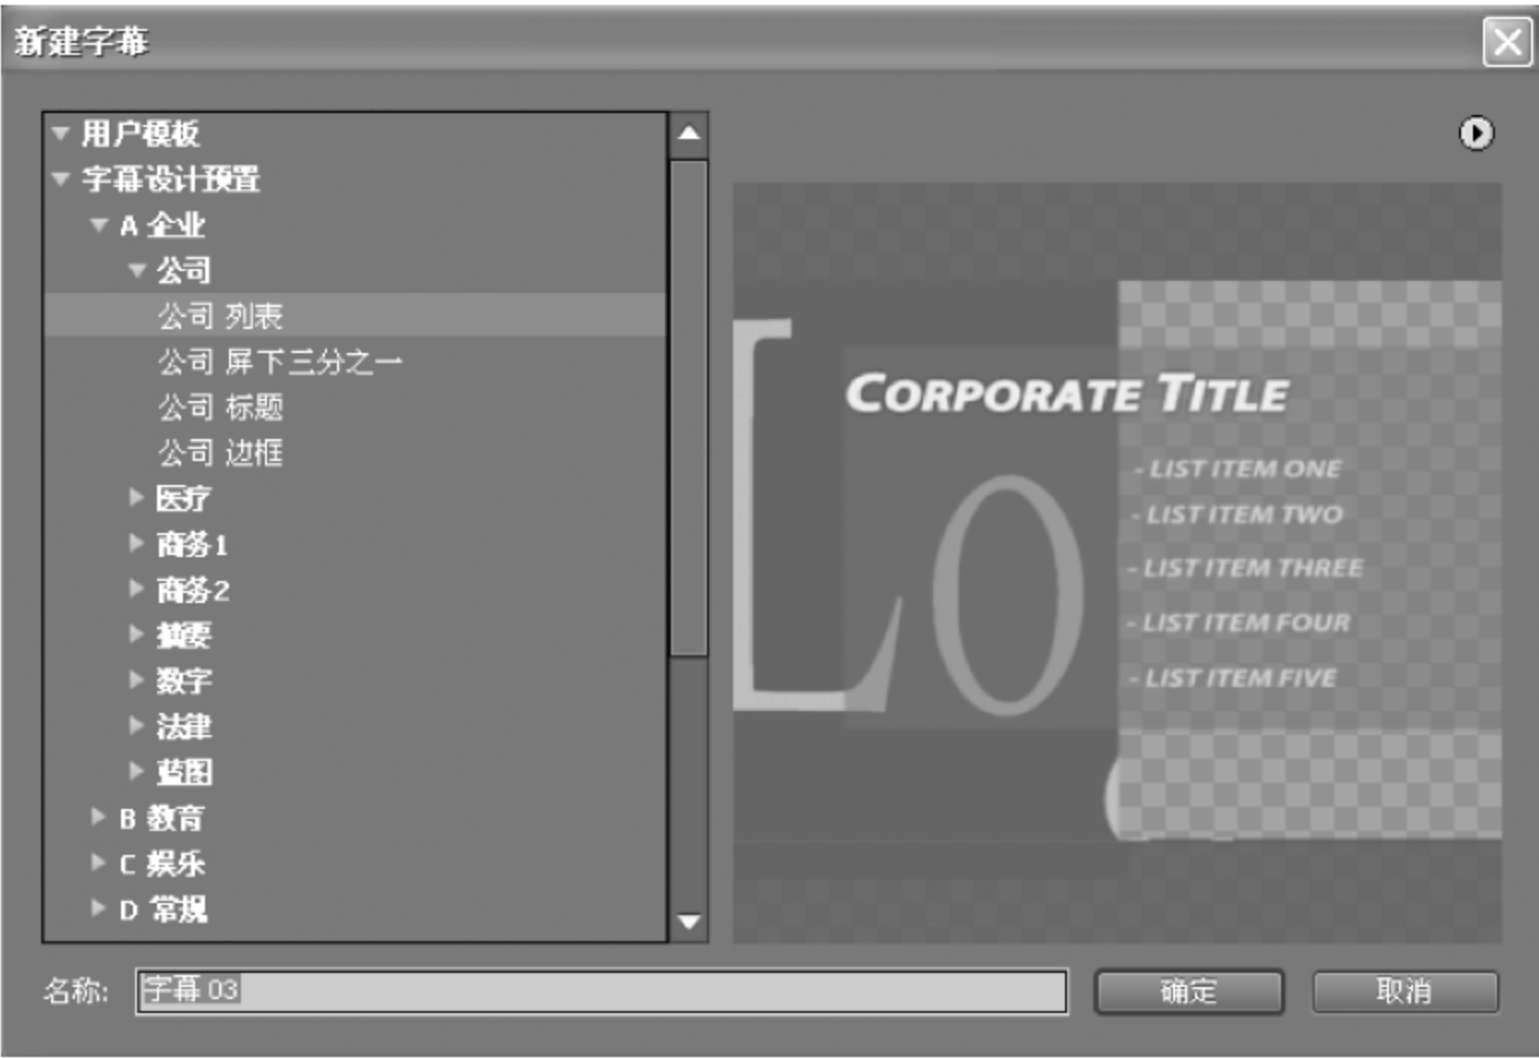 新建字幕
用户模板
字幕设计预置
A 企业
公司
公司 列表
公司 屏下三分之一
公司 标题
公司 边框
医疗
商务1
商务2
摘要
数字
法律
蓝图
B 教育
C 娱乐
D 常规
LO
CORPORATE TITLE
- LIST ITEM ONE
- LIST ITEM TWO
- LIST ITEM THREE
- LIST ITEM FOUR
- LIST ITEM FIVE
名称: 字幕 03 确定 取消